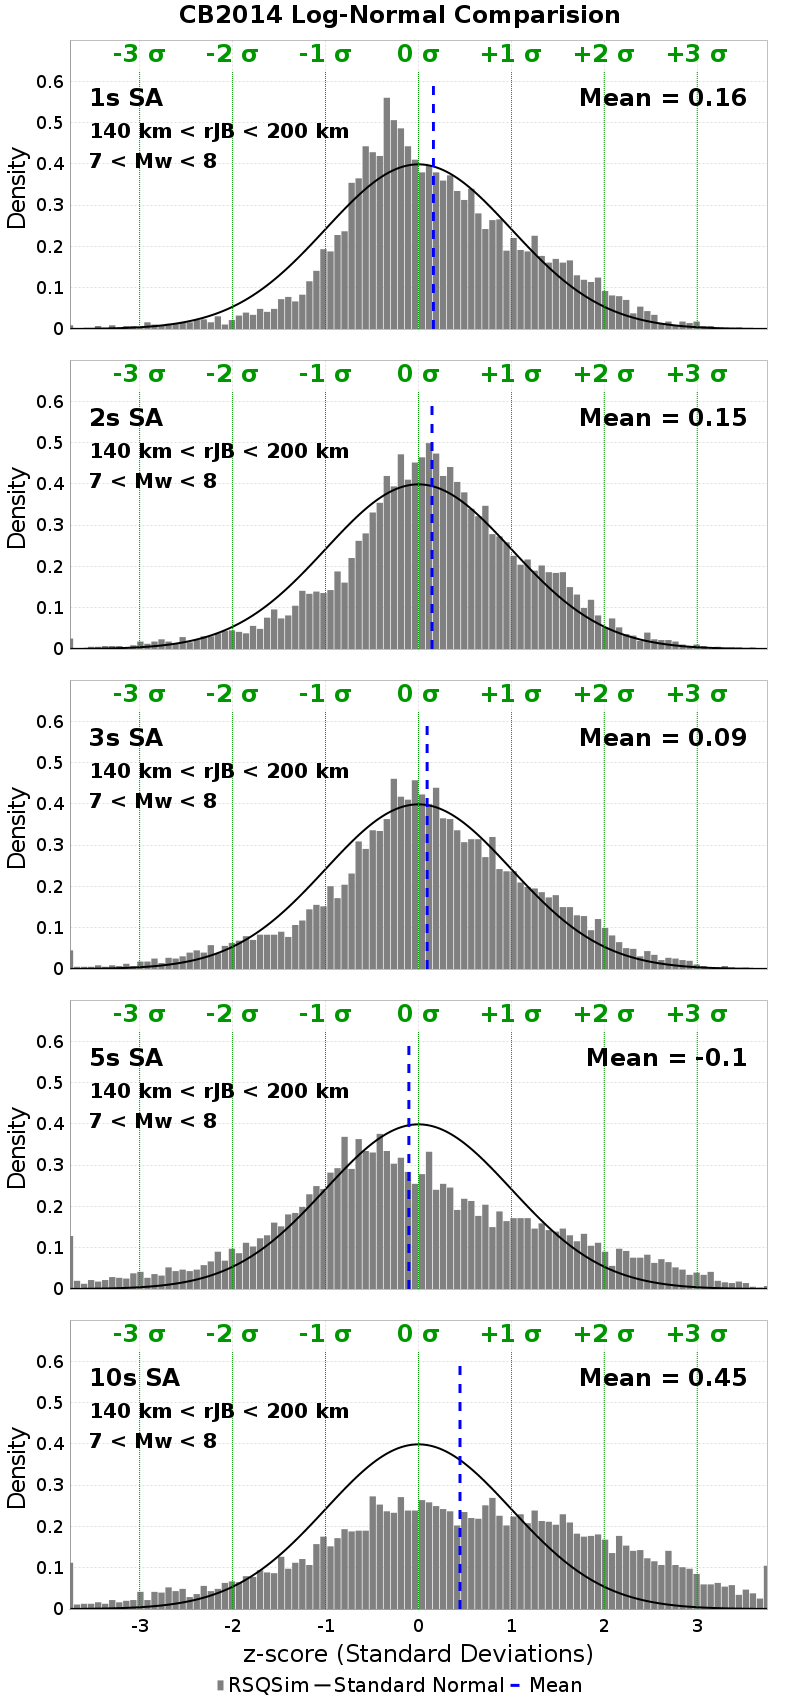 CB2014 Log-Normal Comparision
-3 σ -2 σ -1 σ 0 σ +1 σ +2 σ +3 σ
1s SA Mean = 0.16
140 km < rJB < 200 km
7 < Mw < 8
0.6
0.5
0.4
0.3
0.2
0.1
0
Density
-3 σ -2 σ -1 σ 0 σ +1 σ +2 σ +3 σ
2s SA Mean = 0.15
140 km < rJB < 200 km
7 < Mw < 8
0.6
0.5
0.4
0.3
0.2
0.1
0
Density
-3 σ -2 σ -1 σ 0 σ +1 σ +2 σ +3 σ
3s SA Mean = 0.09
140 km < rJB < 200 km
7 < Mw < 8
0.6
0.5
0.4
0.3
0.2
0.1
0
Density
-3 σ -2 σ -1 σ 0 σ +1 σ +2 σ +3 σ
5s SA Mean = -0.1
140 km < rJB < 200 km
7 < Mw < 8
0.6
0.5
0.4
0.3
0.2
0.1
0
Density
-3 σ -2 σ -1 σ 0 σ +1 σ +2 σ +3 σ
10s SA Mean = 0.45
140 km < rJB < 200 km
7 < Mw < 8
0.6
0.5
0.4
0.3
0.2
0.1
0
Density
-3 -2 -1 0 1 2 3
z-score (Standard Deviations)
RSQSim Standard Normal Mean